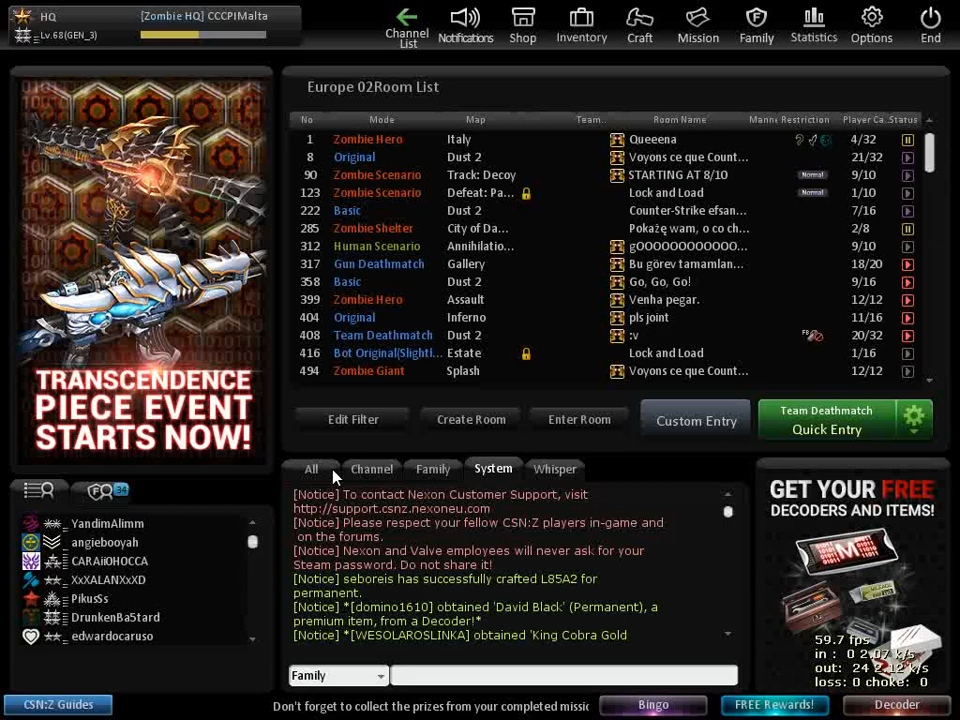 HQ [Zombie HQ] CCCPIMalta
Lv.68(GEN_3)
Channel List
Notifications
Shop
Inventory
Craft
Mission
Family
Statistics
Options
End
TRANSCENDENCE
PIECE EVENT
STARTS NOW!
Europe 02Room List
No Mode Map Team.. Room Name Mann Restriction Player Ca.. Status
1 Zombie Hero Italy Queeena 4/32
8 Original Dust 2 Voyons ce que Count... 21/32
90 Zombie Scenario Track: Decoy STARTING AT 8/10 Normal 9/10
123 Zombie Scenario Defeat: Pa... Lock and Load Normal 1/10
222 Basic Dust 2 Counter-Strike efsan... 7/16
285 Zombie Shelter City of Da... Pokażę wam, o co ch... 2/8
312 Human Scenario Annihilatio... gOOOOOOOOOOOO... 9/10
317 Gun Deathmatch Gallery Bu görev tamamlan... 18/20
358 Basic Dust 2 Go, Go, Go! 9/16
399 Zombie Hero Assault Venha pegar. 12/12
404 Original Inferno pls joint 11/16
408 Team Deathmatch Dust 2 :v FB 20/32
416 Bot Original(Slightl... Estate Lock and Load 1/16
494 Zombie Giant Splash Voyons ce que Count... 12/12
Edit Filter
Create Room
Enter Room
Custom Entry
Team Deathmatch
Quick Entry
All Channel Family System Whisper
[Notice] To contact Nexon Customer Support, visit
http://support.csnz.nexoneu.com
[Notice] Please respect your fellow CSN:Z players in-game and
on the forums.
[Notice] Nexon and Valve employees will never ask for your
Steam password. Do not share it!
[Notice] seboreis has successfully crafted L85A2 for
permanent.
[Notice] *[domino1610] obtained 'David Black' (Permanent), a
premium item, from a Decoder!*
[Notice] *[WESOLAROSLINKA] obtained 'King Cobra Gold
Family
34
YandimAlimm
angiebooyah
CARAiiOHOCCA
XxXALANXxXD
PikusSs
DrunkenBa5tard
edwardocaruso
GET YOUR FREE
DECODERS AND ITEMS!
M
59.7 fps
in : 0 2.07 k/s
out: 24 2.12 k/s
loss: 0 choke: 0
CSN:Z Guides
Don't forget to collect the prizes from your completed missic
Bingo
FREE Rewards!
Decoder